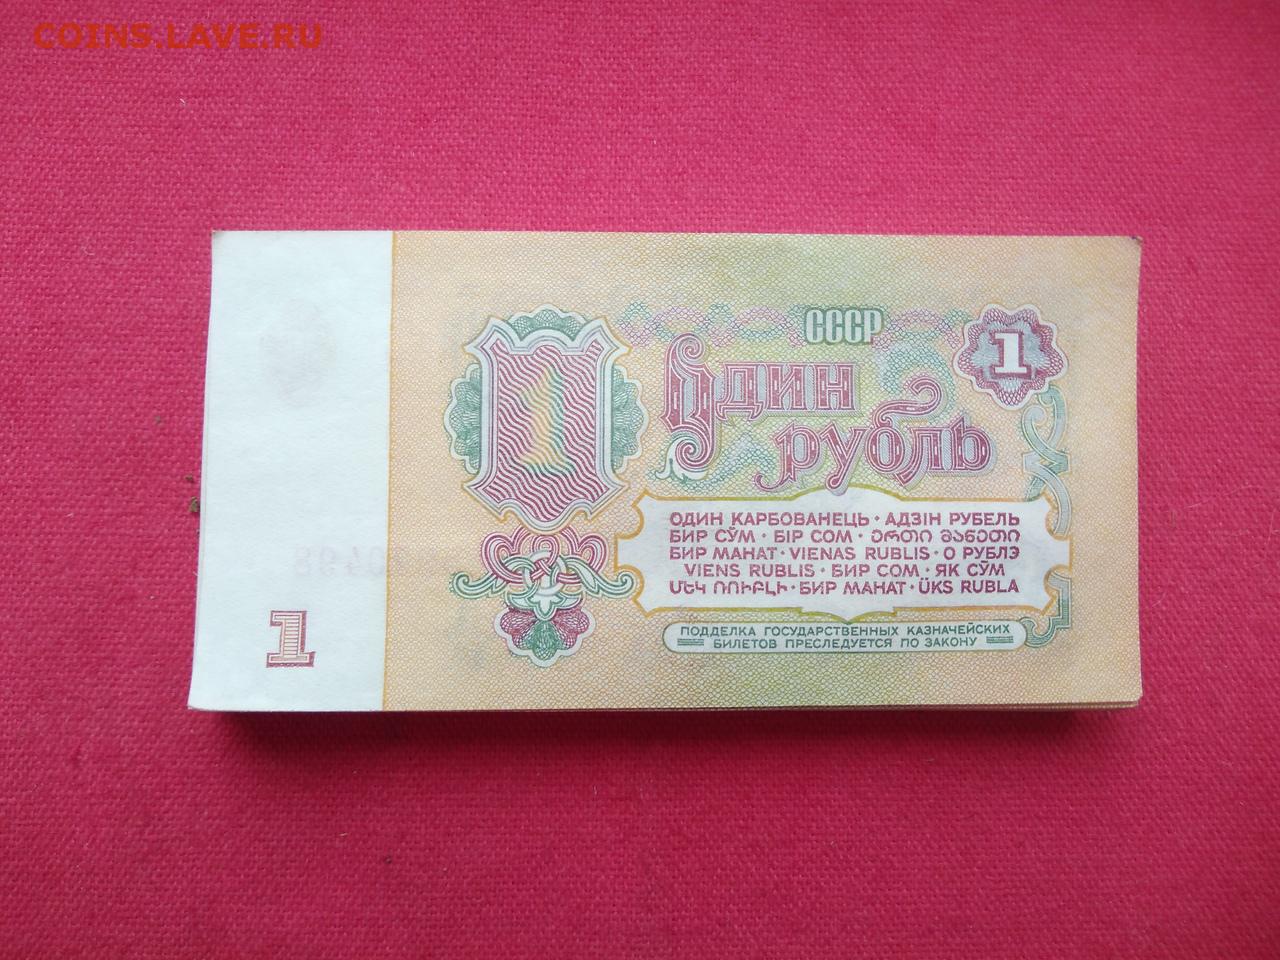 COINS.LAVE.RU
СССР
1
Один
рубль
1
ОДИН КАРБОВАНЕЦЬ · АДЗІН РУБЕЛЬ
БИР СЎМ · БІР СОМ · ᲔᲠᲗᲘ ᲛᲐᲜᲔᲗᲘ
БИР МАНАТ · VIENAS RUBLIS · О РУБЛЭ
VIENS RUBLIS · БИР СОМ · ЯК СЎМ
ՄԵԿ ՌՈՒԲԼԻ · БИР МАНАТ · ÜKS RUBLA
ПОДДЕЛКА ГОСУДАРСТВЕННЫХ КАЗНАЧЕЙСКИХ
БИЛЕТОВ ПРЕСЛЕДУЕТСЯ ПО ЗАКОНУ
1